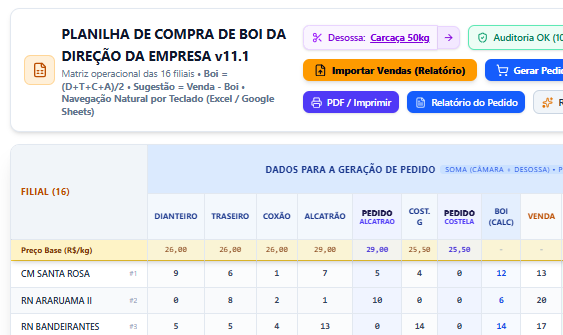 PLANILHA DE COMPRA DE BOI DA
DIREÇÃO DA EMPRESA v11.1
Matriz operacional das 16 filiais • Boi =
(D+T+C+A)/2 • Sugestão = Venda - Boi •
Navegação Natural por Teclado (Excel / Google
Sheets)
Desossa: Carcaça 50kg →
Auditoria OK (10
Importar Vendas (Relatório)
Gerar Pedi
PDF / Imprimir
Relatório do Pedido
R
FILIAL (16)
DADOS PARA A GERAÇÃO DE PEDIDO SOMA (CÂMARA + DESOSSA) • P
DIANTEIRO TRASEIRO COXÃO ALCATRÃO PEDIDO ALCATRAO COST. G PEDIDO COSTELA BOI (CALC) VENDA
Preço Base (R$/kg) 26,00 26,00 26,00 29,00 29,00 25,50 25,50 - -
CM SANTA ROSA #1 9 6 1 7 5 4 0 12 13
RN ARARUAMA II #2 0 8 2 1 10 0 0 6 20
RN BANDEIRANTES #3 5 5 4 13 0 14 0 14 17